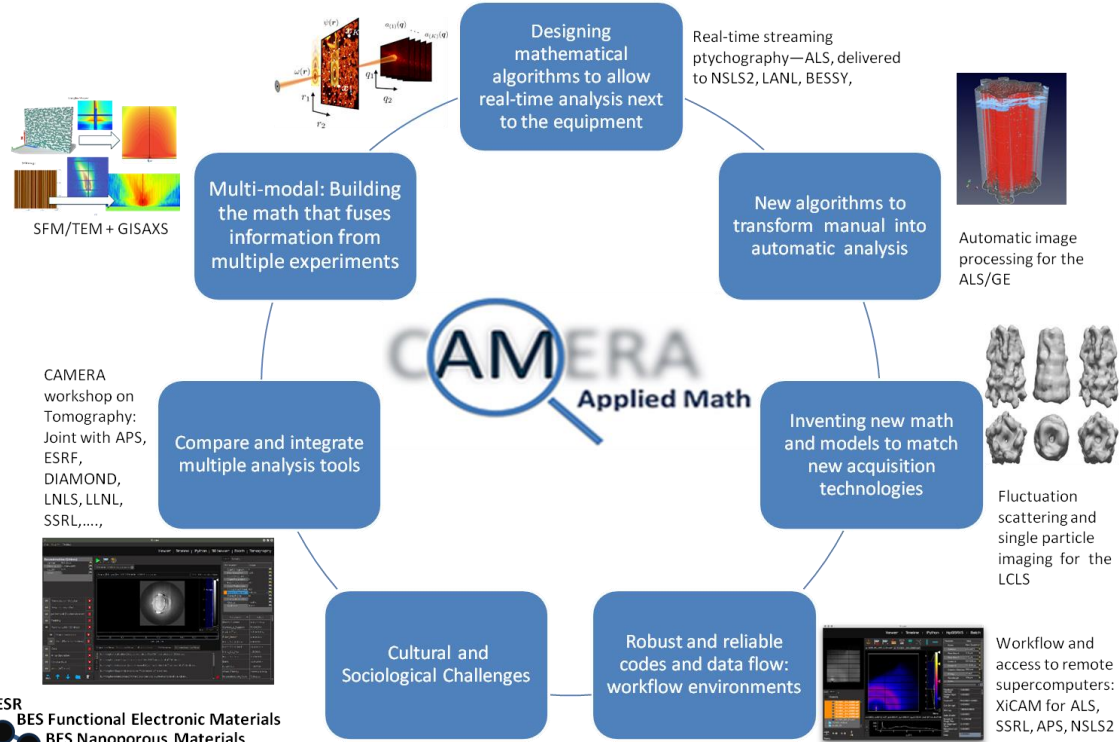 Designing
mathematical
algorithms to allow
real-time analysis next
to the equipment
Real-time streaming
ptychography—ALS, delivered
to NSLS2, LANL, BESSY,
New algorithms to
transform manual into
automatic analysis
Automatic image
processing for the
ALS/GE
Inventing new math
and models to match
new acquisition
technologies
Fluctuation
scattering and
single particle
imaging for the
LCLS
Robust and reliable
codes and data flow:
workflow environments
Workflow and
access to remote
supercomputers:
XiCAM for ALS,
SSRL, APS, NSLS2
Cultural and
Sociological Challenges
Compare and integrate
multiple analysis tools
CAMERA
workshop on
Tomography:
Joint with APS,
ESRF,
DIAMOND,
LNLS, LLNL,
SSRL,....,
Multi-modal: Building
the math that fuses
information from
multiple experiments
SFM/TEM + GISAXS
ψ(r)
ω(r)
r₁
r₂
q₁
q₂
CAMERA
Applied Math
ESR
BES Functional Electronic Materials
BES Nanoporous Materials